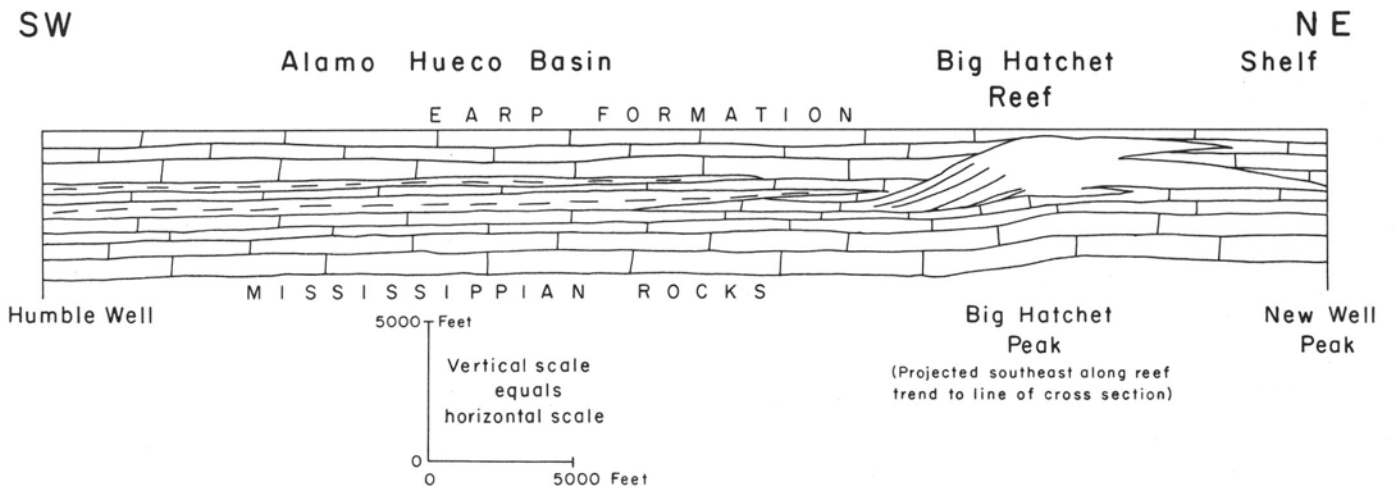 SW
NE
Alamo Hueco Basin
Big Hatchet
Reef
Shelf
EARP FORMATION
MISSISSIPPIAN ROCKS
Humble Well
Big Hatchet
Peak
(Projected southeast along reef
trend to line of cross section)
New Well
Peak
5000 Feet
Vertical scale
equals
horizontal scale
0
0
5000 Feet